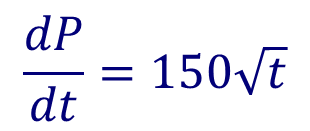 dP/dt = 150√t